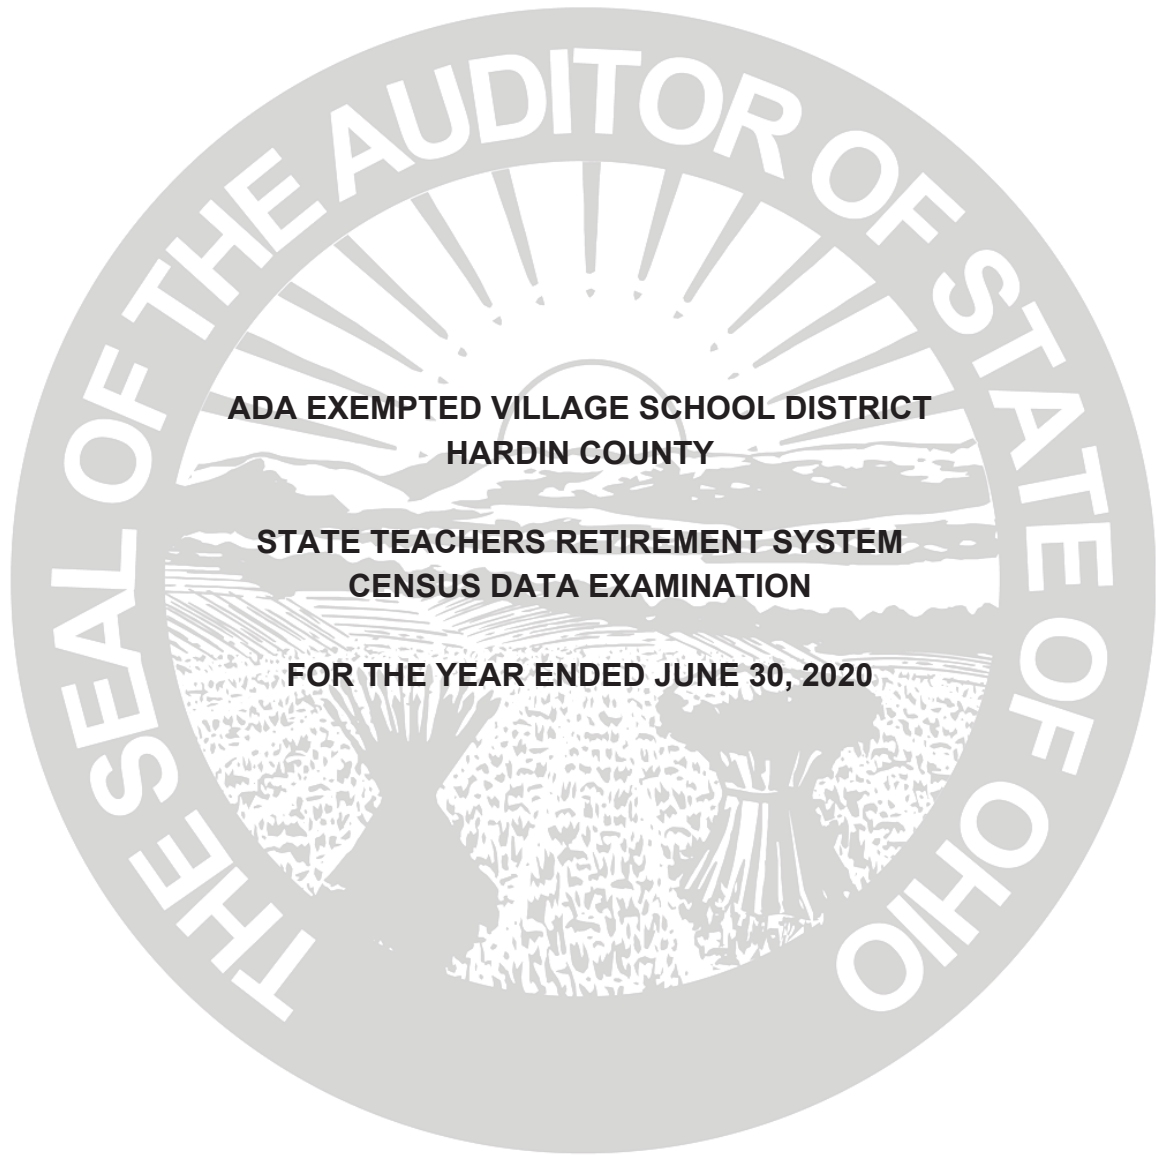 THE SEAL OF THE AUDITOR OF STATE OF OHIO
ADA EXEMPTED VILLAGE SCHOOL DISTRICT
HARDIN COUNTY
STATE TEACHERS RETIREMENT SYSTEM
CENSUS DATA EXAMINATION
FOR THE YEAR ENDED JUNE 30, 2020